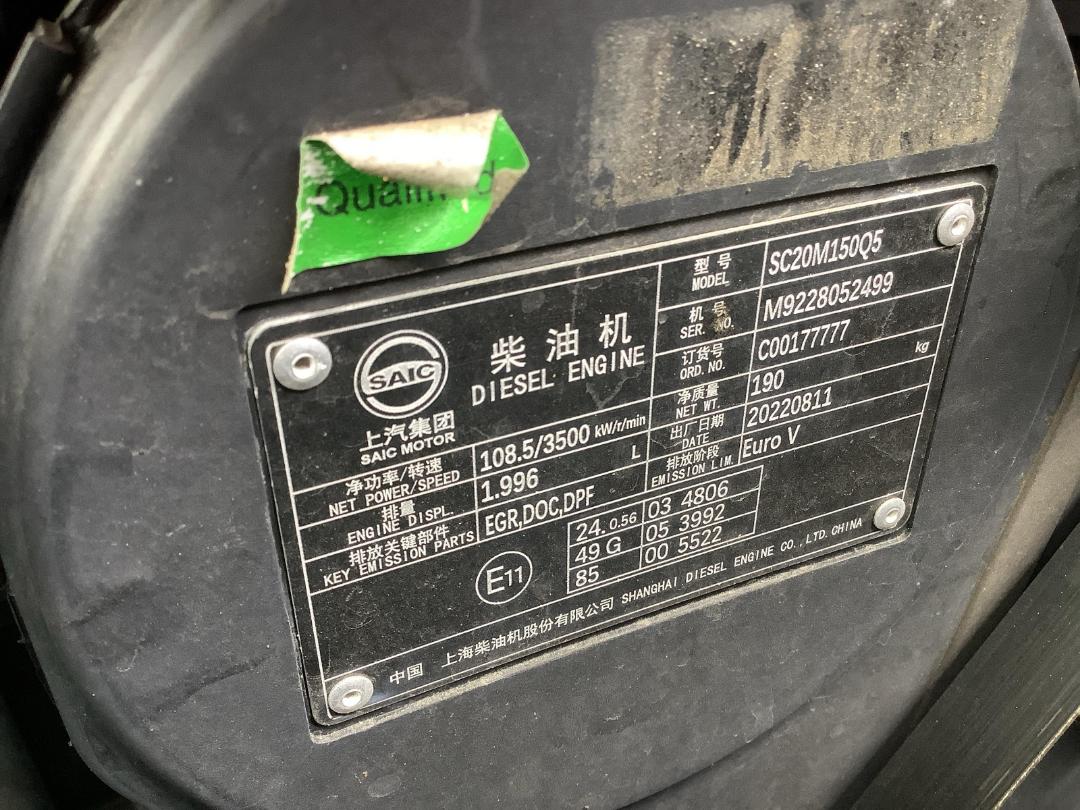 Qualified
SAIC
上汽集团
SAIC MOTOR
柴油机
DIESEL ENGINE
型号
MODEL
SC20M150Q5
机号
SER. NO.
M9228052499
订货号
ORD. NO.
C00177777
净质量
NET WT.
190 kg
出厂日期
DATE
20220811
排放阶段
EMISSION LIM.
Euro V
净功率/转速
NET POWER/SPEED
108.5/3500 kW/r/min
排量
ENGINE DISPL.
1.996 L
排放关键部件
KEY EMISSION PARTS
EGR,DOC,DPF
E11
24. 0.56 03 4806
49 G 05 3992
85 00 5522
中国 上海柴油机股份有限公司 SHANGHAI DIESEL ENGINE CO.,LTD.CHINA